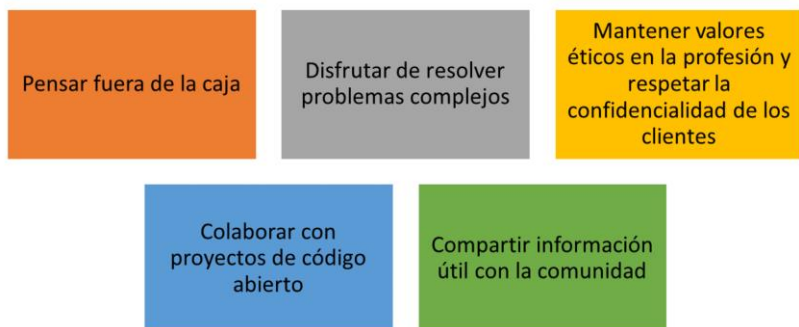 Pensar fuera de la caja
Disfrutar de resolver
problemas complejos
Mantener valores
éticos en la profesión y
respetar la
confidencialidad de los
clientes
Colaborar con
proyectos de código
abierto
Compartir información
útil con la comunidad